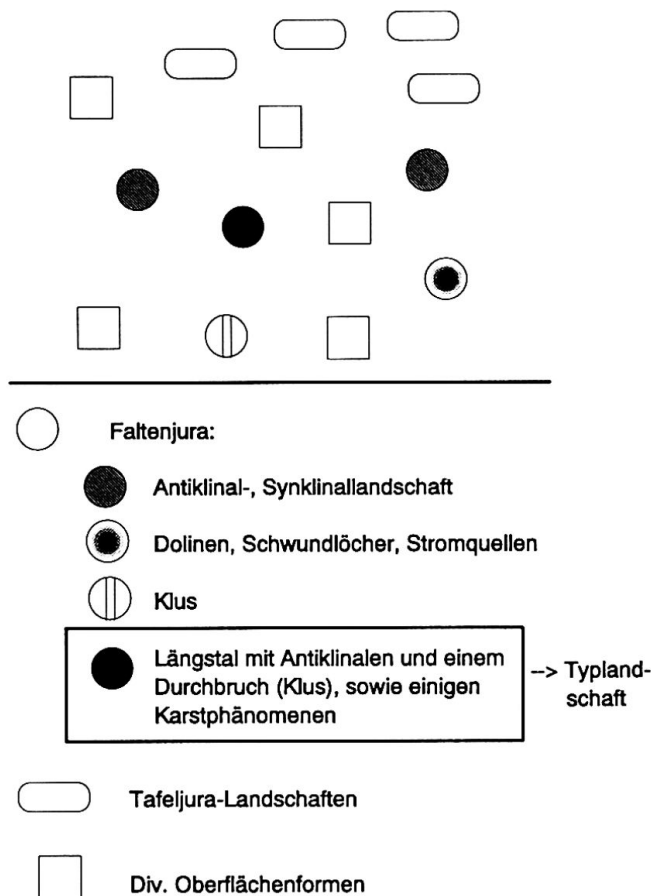 Faltenjura:
Antiklinal-, Synklinallandschaft
Dolinen, Schwundlöcher, Stromquellen
Klus
Längstal mit Antiklinalen und einem
Durchbruch (Klus), sowie einigen
Karstphänomenen
--> Typland-
schaft
Tafeljura-Landschaften
Div. Oberflächenformen